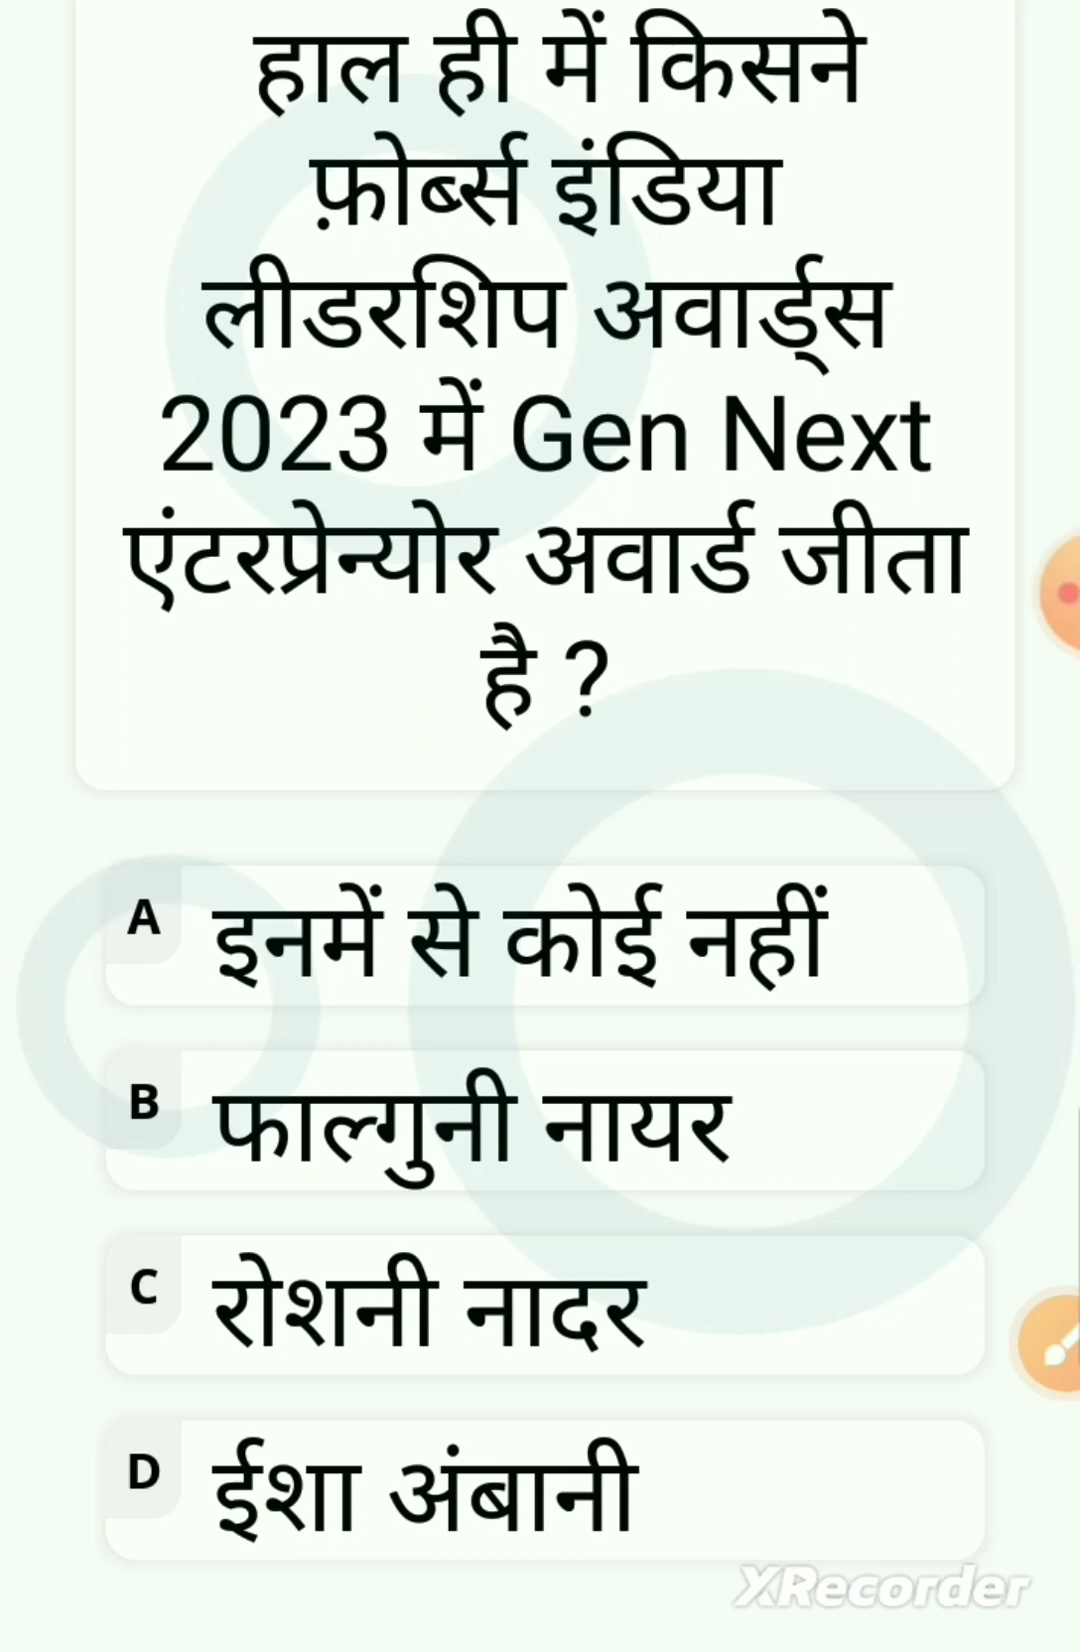 हाल ही में किसने
फ़ोर्ब्स इंडिया
लीडरशिप अवार्ड्स
2023 में Gen Next
एंटरप्रेन्योर अवार्ड जीता
है ?
A इनमें से कोई नहीं
B फाल्गुनी नायर
C रोशनी नादर
D ईशा अंबानी
XRecorder